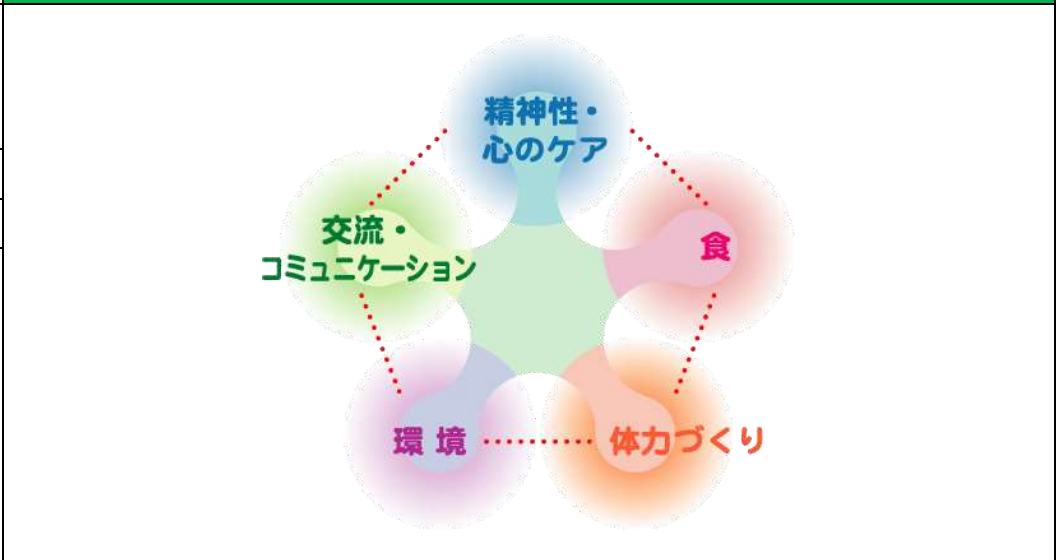 精神性・
心のケア
交流・
コミュニケーション
食
環 境
体力づくり